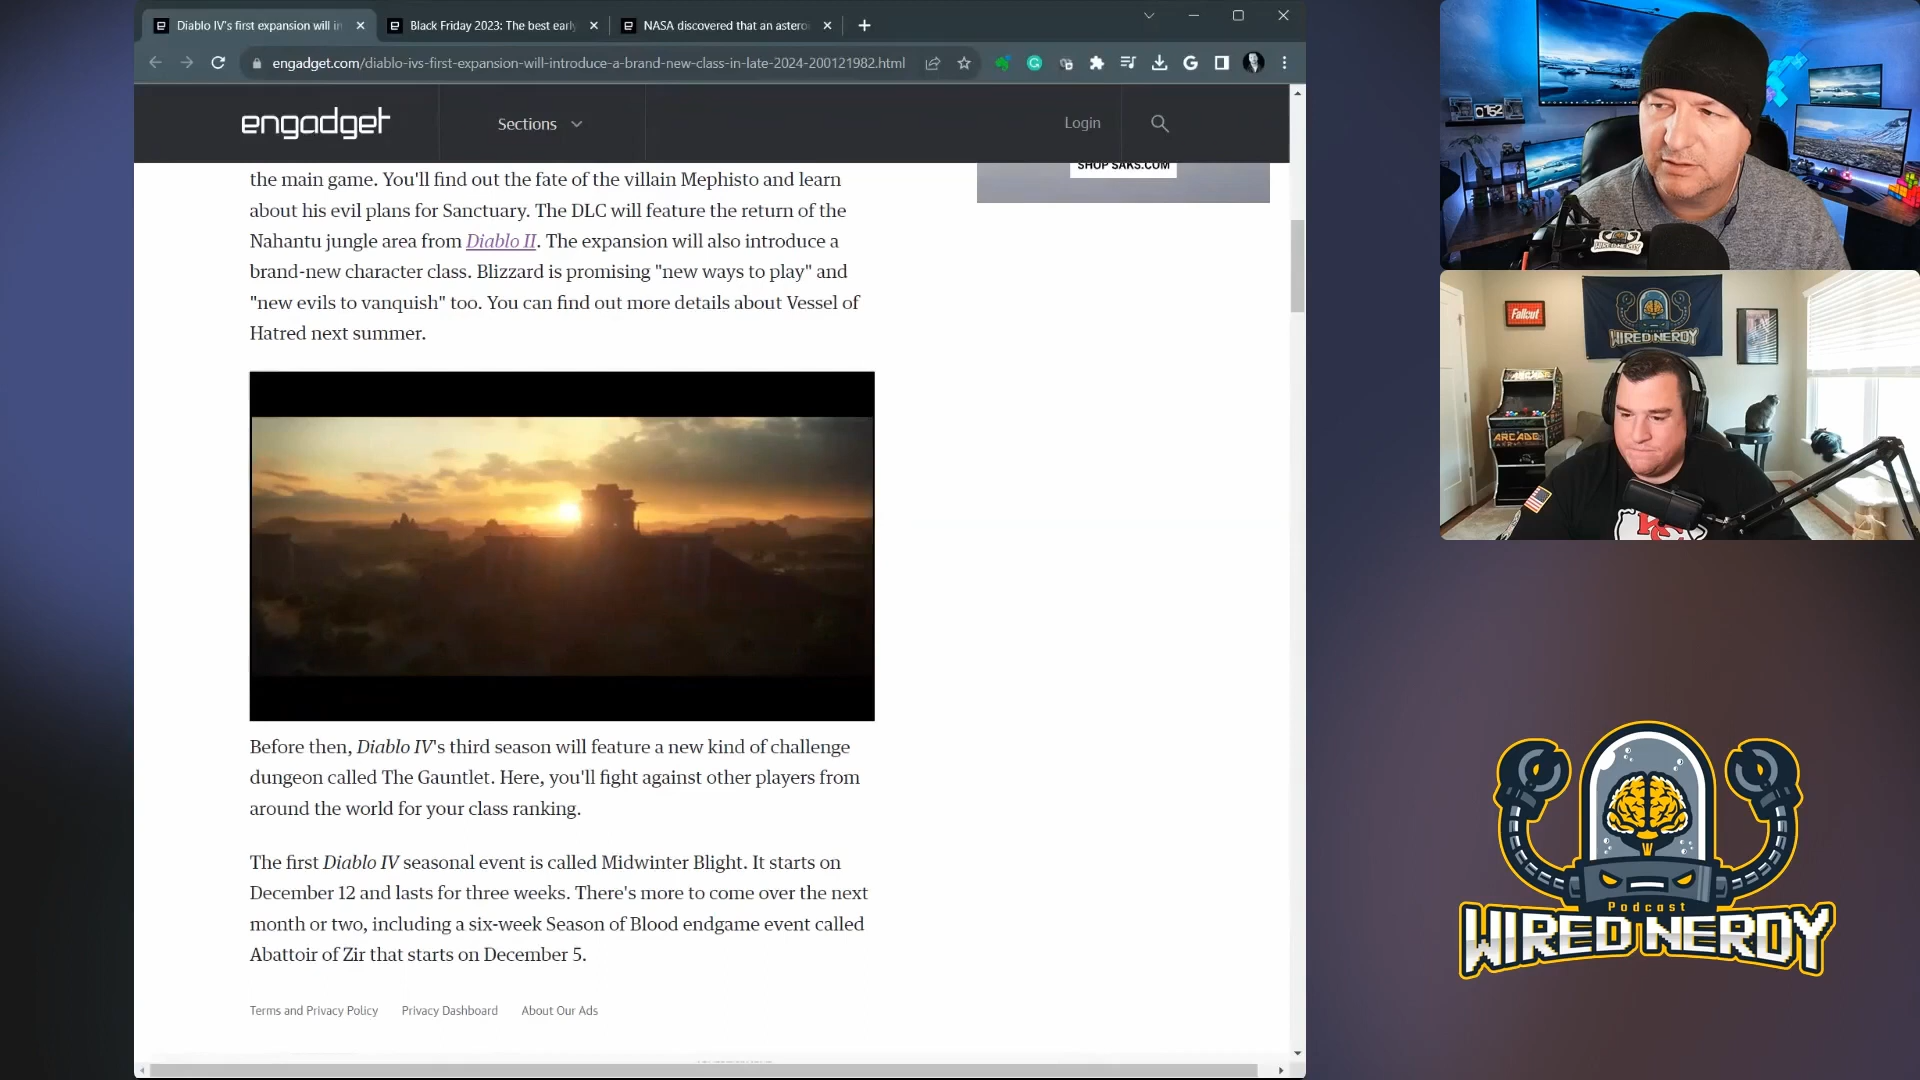 Diablo IV's first expansion will in
Black Friday 2023: The best early
NASA discovered that an astero
engadget.com/diablo-ivs-first-expansion-will-introduce-a-brand-new-class-in-late-2024-200121982.html
engadget
Sections
Login
SHOP SAKS.COM
the main game. You'll find out the fate of the villain Mephisto and learn
about his evil plans for Sanctuary. The DLC will feature the return of the
Nahantu jungle area from Diablo II. The expansion will also introduce a
brand-new character class. Blizzard is promising "new ways to play" and
"new evils to vanquish" too. You can find out more details about Vessel of
Hatred next summer.
Before then, Diablo IV's third season will feature a new kind of challenge
dungeon called The Gauntlet. Here, you'll fight against other players from
around the world for your class ranking.
The first Diablo IV seasonal event is called Midwinter Blight. It starts on
December 12 and lasts for three weeks. There's more to come over the next
month or two, including a six-week Season of Blood endgame event called
Abattoir of Zir that starts on December 5.
Terms and Privacy Policy
Privacy Dashboard
About Our Ads
WIRED NERDY
Fallout
WIRED NERDY
ARCADE
KC
Podcast
WIRED NERDY